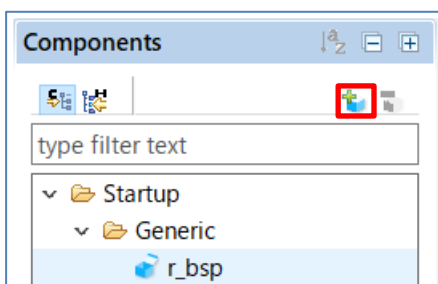 Components
type filter text
Startup
Generic
r_bsp